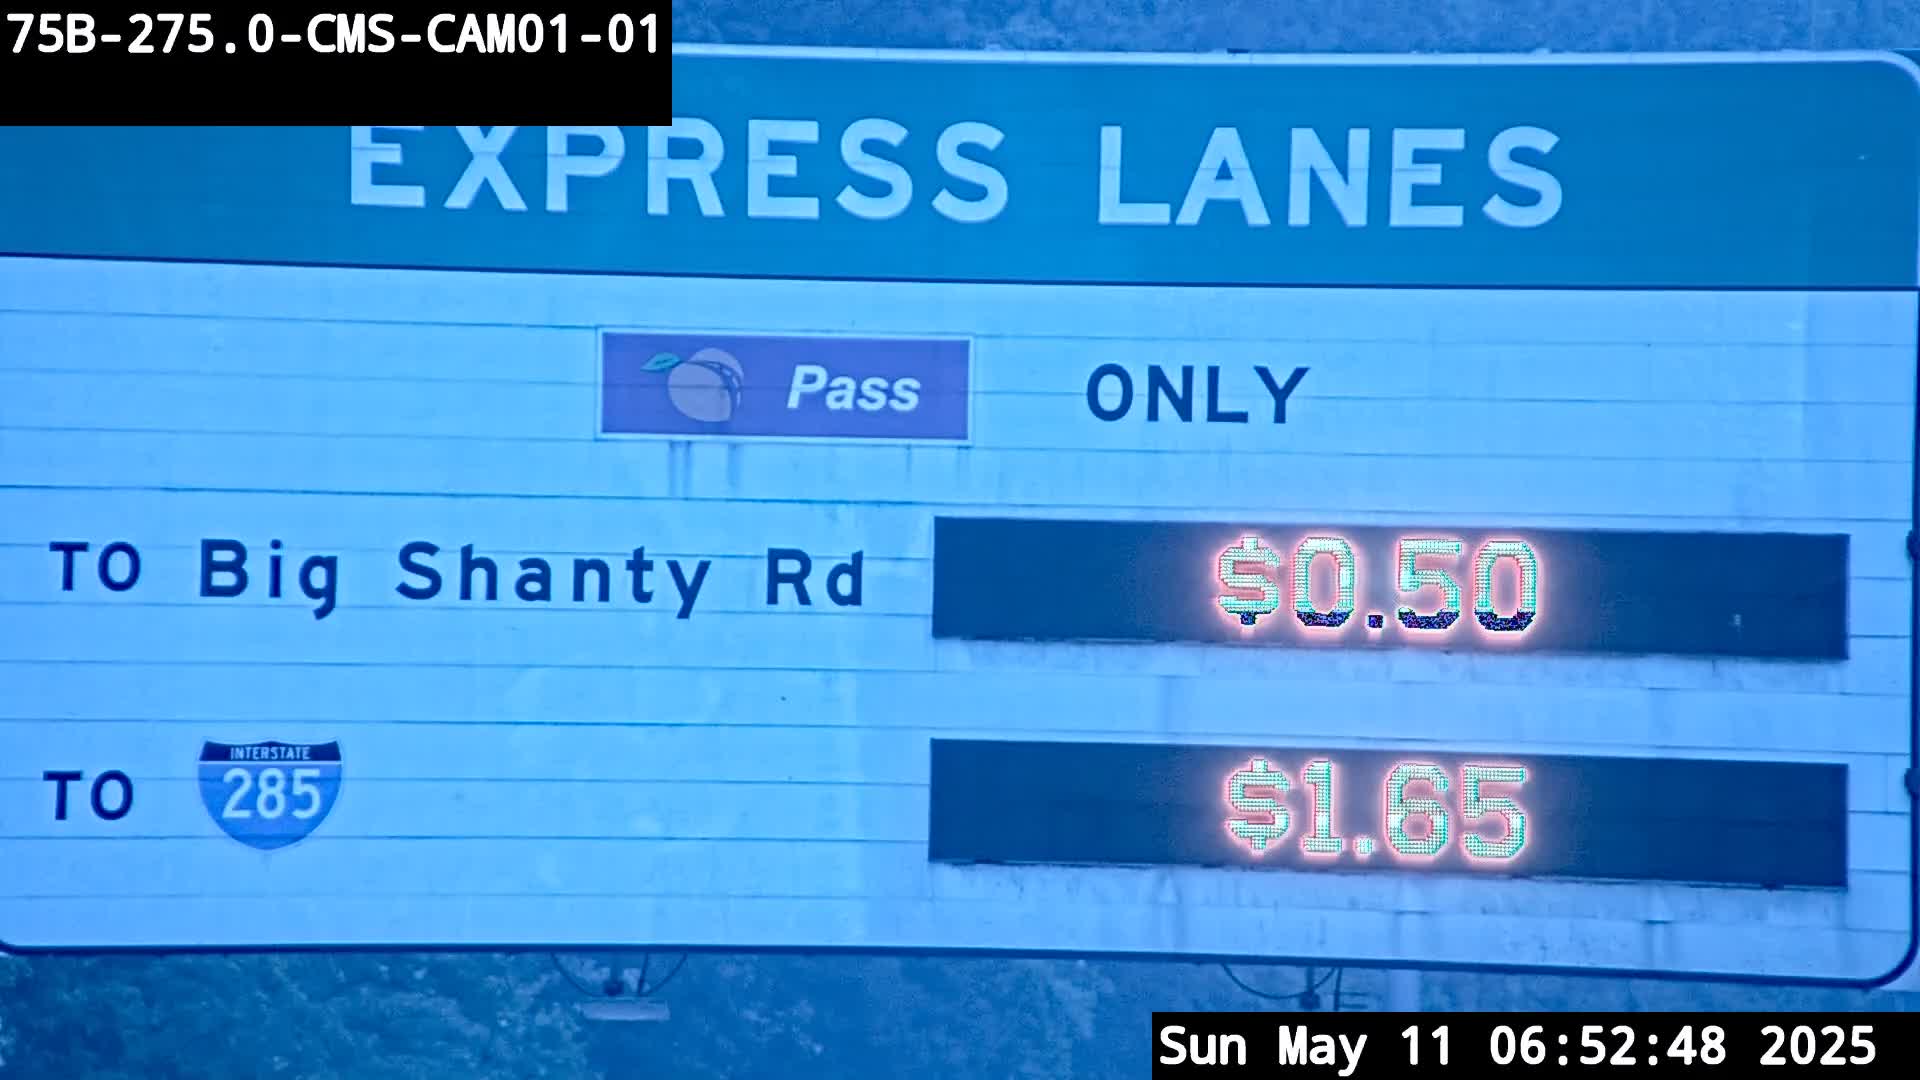 75B-275.0-CMS-CAM01-01
EXPRESS LANES
Pass ONLY
TO Big Shanty Rd $0.50
TO INTERSTATE 285 $1.65
Sun May 11 06:52:48 2025